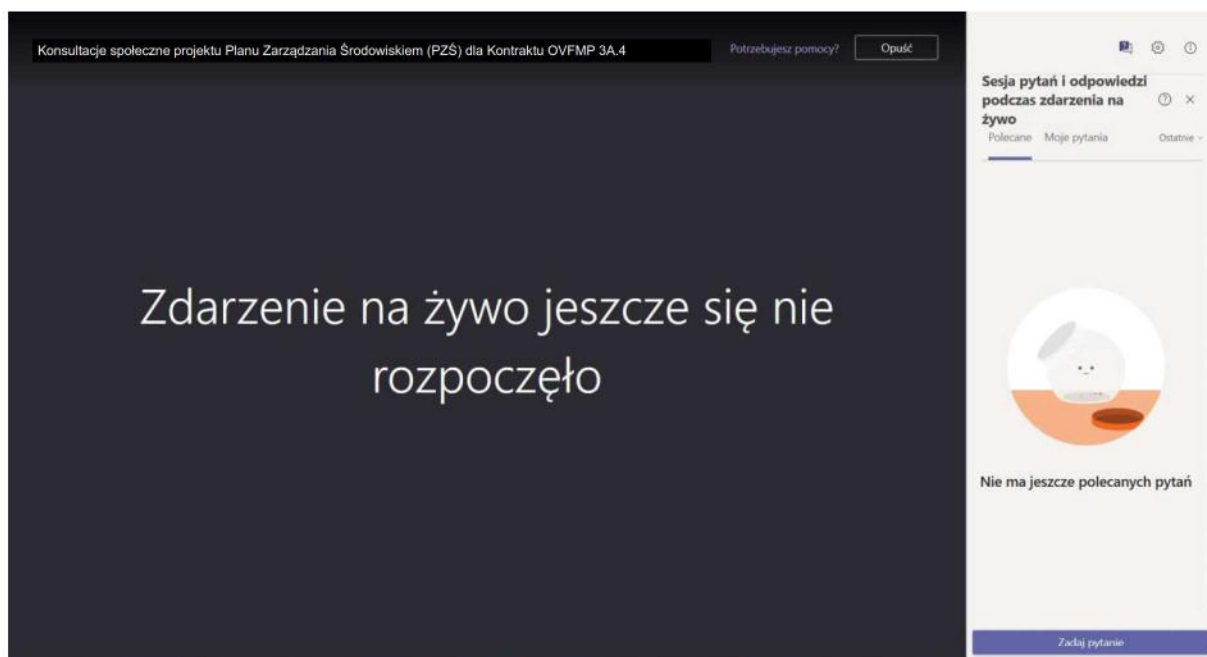 Konsultacje społeczne projektu Planu Zarządzania Środowiskiem (PZŚ) dla Kontraktu OVFMP 3A.4
Potrzebujesz pomocy?
Opuść
Zdarzenie na żywo jeszcze się nie
rozpoczęło
Sesja pytań i odpowiedzi
podczas zdarzenia na
żywo
Polecane
Moje pytania
Ostatnie
Nie ma jeszcze polecanych pytań
Zadaj pytanie